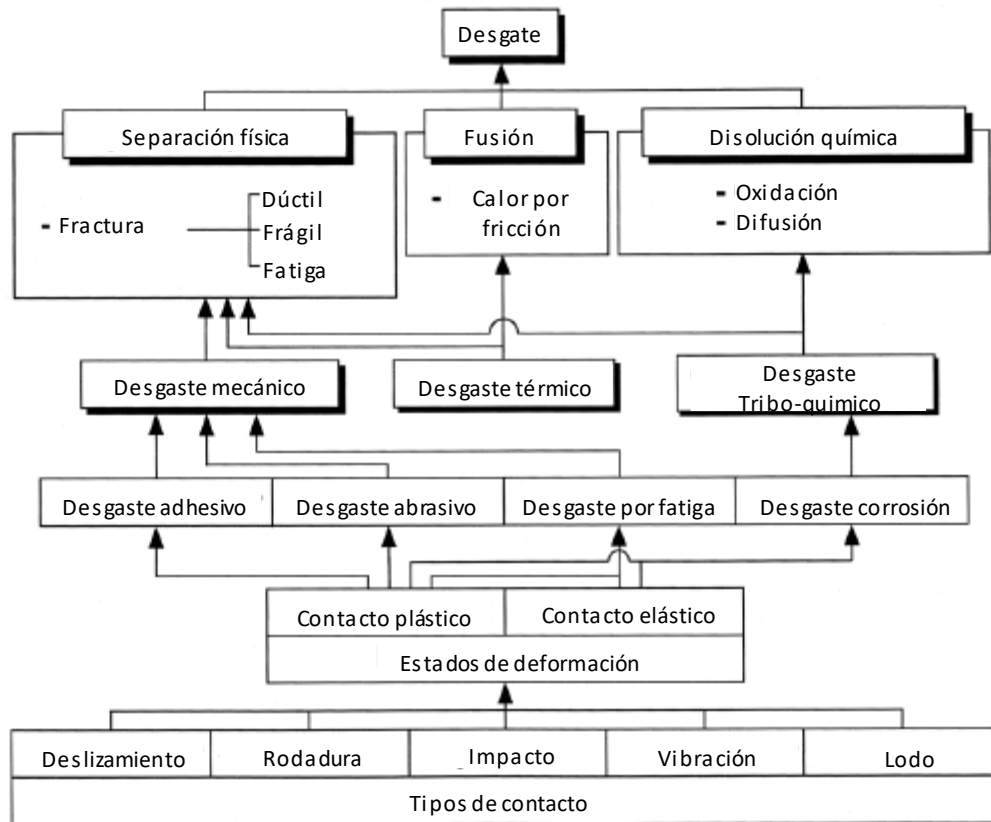 Desgate
Separación física
Fusión
Disolución química
- Fractura
Dúctil
Frágil
Fatiga
- Calor por
fricción
- Oxidación
- Difusión
Desgaste mecánico
Desgaste térmico
Desgaste
Tribo-quimico
Desgaste adhesivo
Desgaste abrasivo
Desgaste por fatiga
Desgaste corrosión
Contacto plástico
Contacto elástico
Estados de deformación
Deslizamiento
Rodadura
Impacto
Vibración
Lodo
Tipos de contacto